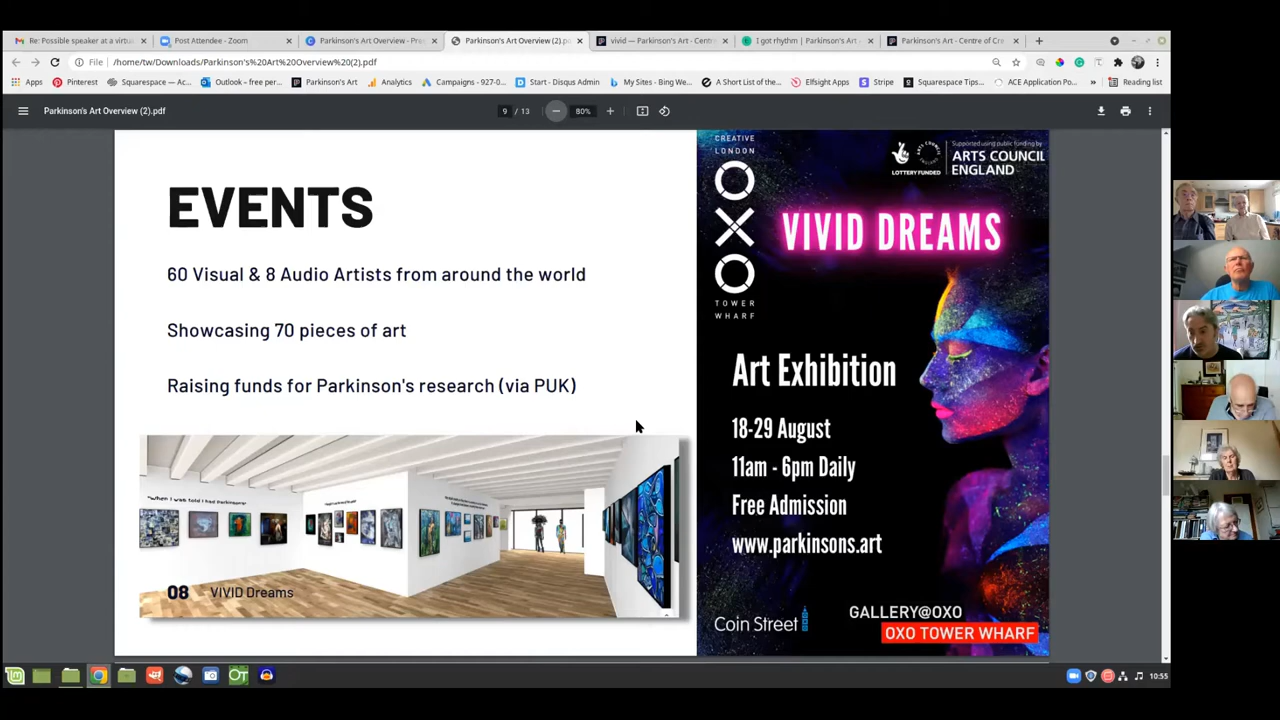 Re: Possible speaker at a virtu
Post Attendee - Zoom
Parkinson's Art Overview - Pre
Parkinson's Art Overview (2).pd
vivid — Parkinson's Art - Centr
I got rhythm | Parkinson's Art
Parkinson's Art - Centre of Cre
File
/home/tw/Downloads/Parkinson's%20Art%20Overview%20(2).pdf
Apps
Pinterest
Squarespace — Ac...
Outlook – free per...
Parkinson's Art
Analytics
Campaigns - 927-0...
Start - Disqus Admin
My Sites - Bing We...
A Short List of the...
Elfsight Apps
Stripe
Squarespace Tips...
ACE Application Po...
»
Reading list
Parkinson's Art Overview (2).pdf
9 / 13
80%
EVENTS
60 Visual & 8 Audio Artists from around the world
Showcasing 70 pieces of art
Raising funds for Parkinson's research (via PUK)
"When I was told I had Parkinsons"
08 VIVID Dreams
CREATIVE
LONDON
OXO
TOWER
WHARF
LOTTERY FUNDED
Supported using public funding by
ARTS COUNCIL
ENGLAND
VIVID DREAMS
Art Exhibition
18-29 August
11am - 6pm Daily
Free Admission
www.parkinsons.art
Coin Street
GALLERY@OXO
OXO TOWER WHARF
10:55